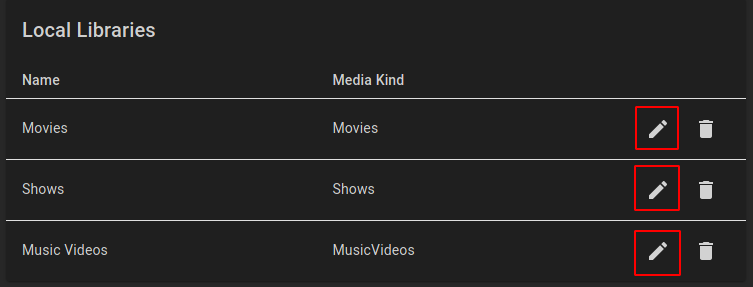 Local Libraries
Name Media Kind
Movies Movies
Shows Shows
Music Videos MusicVideos